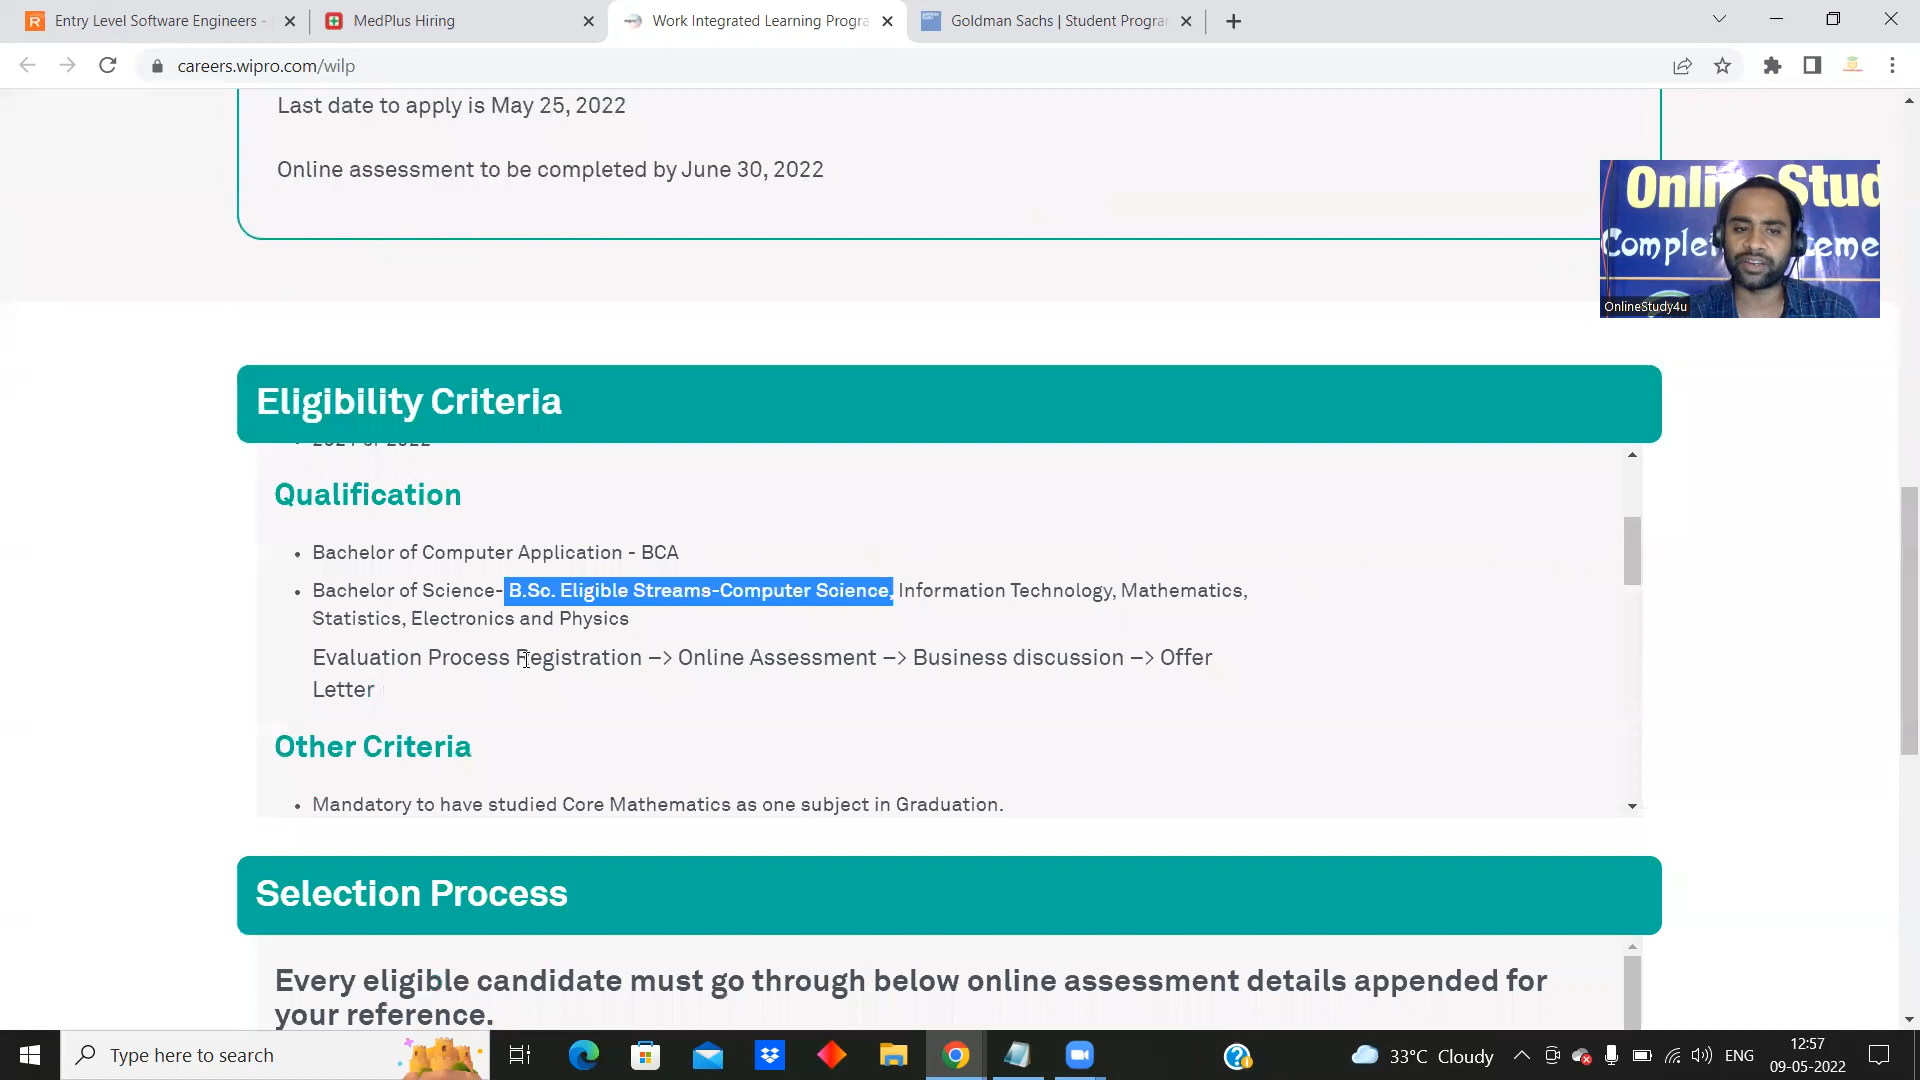 Entry Level Software Engineers -
MedPlus Hiring
Work Integrated Learning Progra
Goldman Sachs | Student Progra
careers.wipro.com/wilp
Last date to apply is May 25, 2022
Online assessment to be completed by June 30, 2022
OnlineStudy4u
Eligibility Criteria
Qualification
• Bachelor of Computer Application - BCA
• Bachelor of Science- B.Sc. Eligible Streams-Computer Science, Information Technology, Mathematics,
Statistics, Electronics and Physics
Evaluation Process Registration –> Online Assessment –> Business discussion –> Offer
Letter
Other Criteria
• Mandatory to have studied Core Mathematics as one subject in Graduation.
Selection Process
Every eligible candidate must go through below online assessment details appended for
your reference.
Type here to search
33°C Cloudy
ENG
12:57
09-05-2022